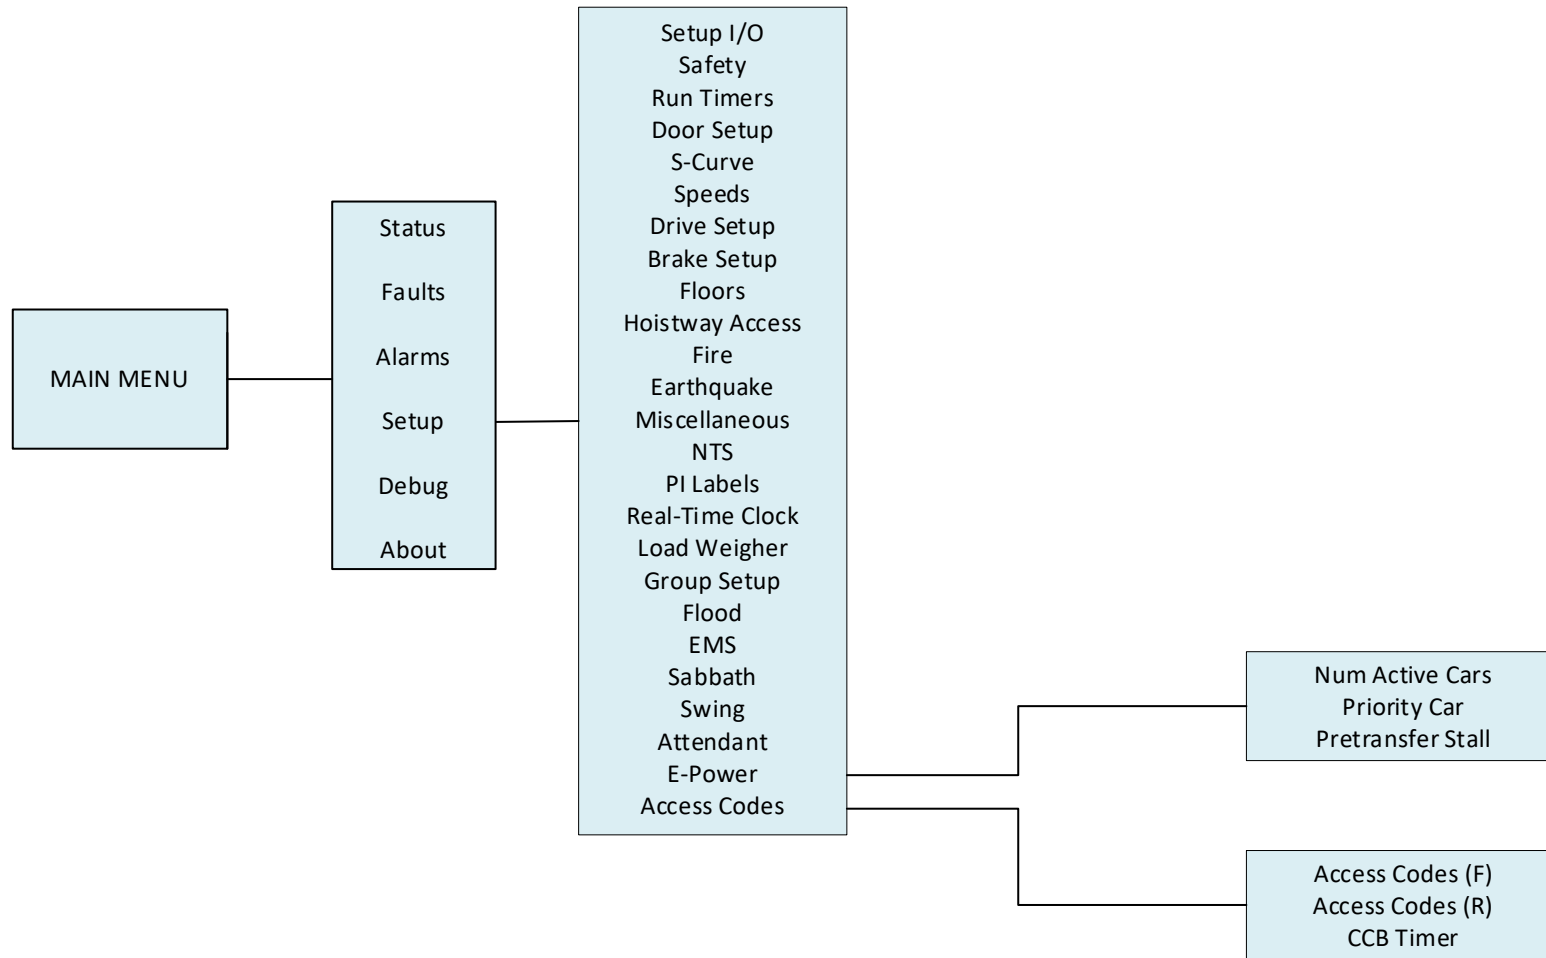 MAIN MENU
Status
Faults
Alarms
Setup
Debug
About
Setup I/O
Safety
Run Timers
Door Setup
S-Curve
Speeds
Drive Setup
Brake Setup
Floors
Hoistway Access
Fire
Earthquake
Miscellaneous
NTS
PI Labels
Real-Time Clock
Load Weigher
Group Setup
Flood
EMS
Sabbath
Swing
Attendant
E-Power
Access Codes
Num Active Cars
Priority Car
Pretransfer Stall
Access Codes (F)
Access Codes (R)
CCB Timer